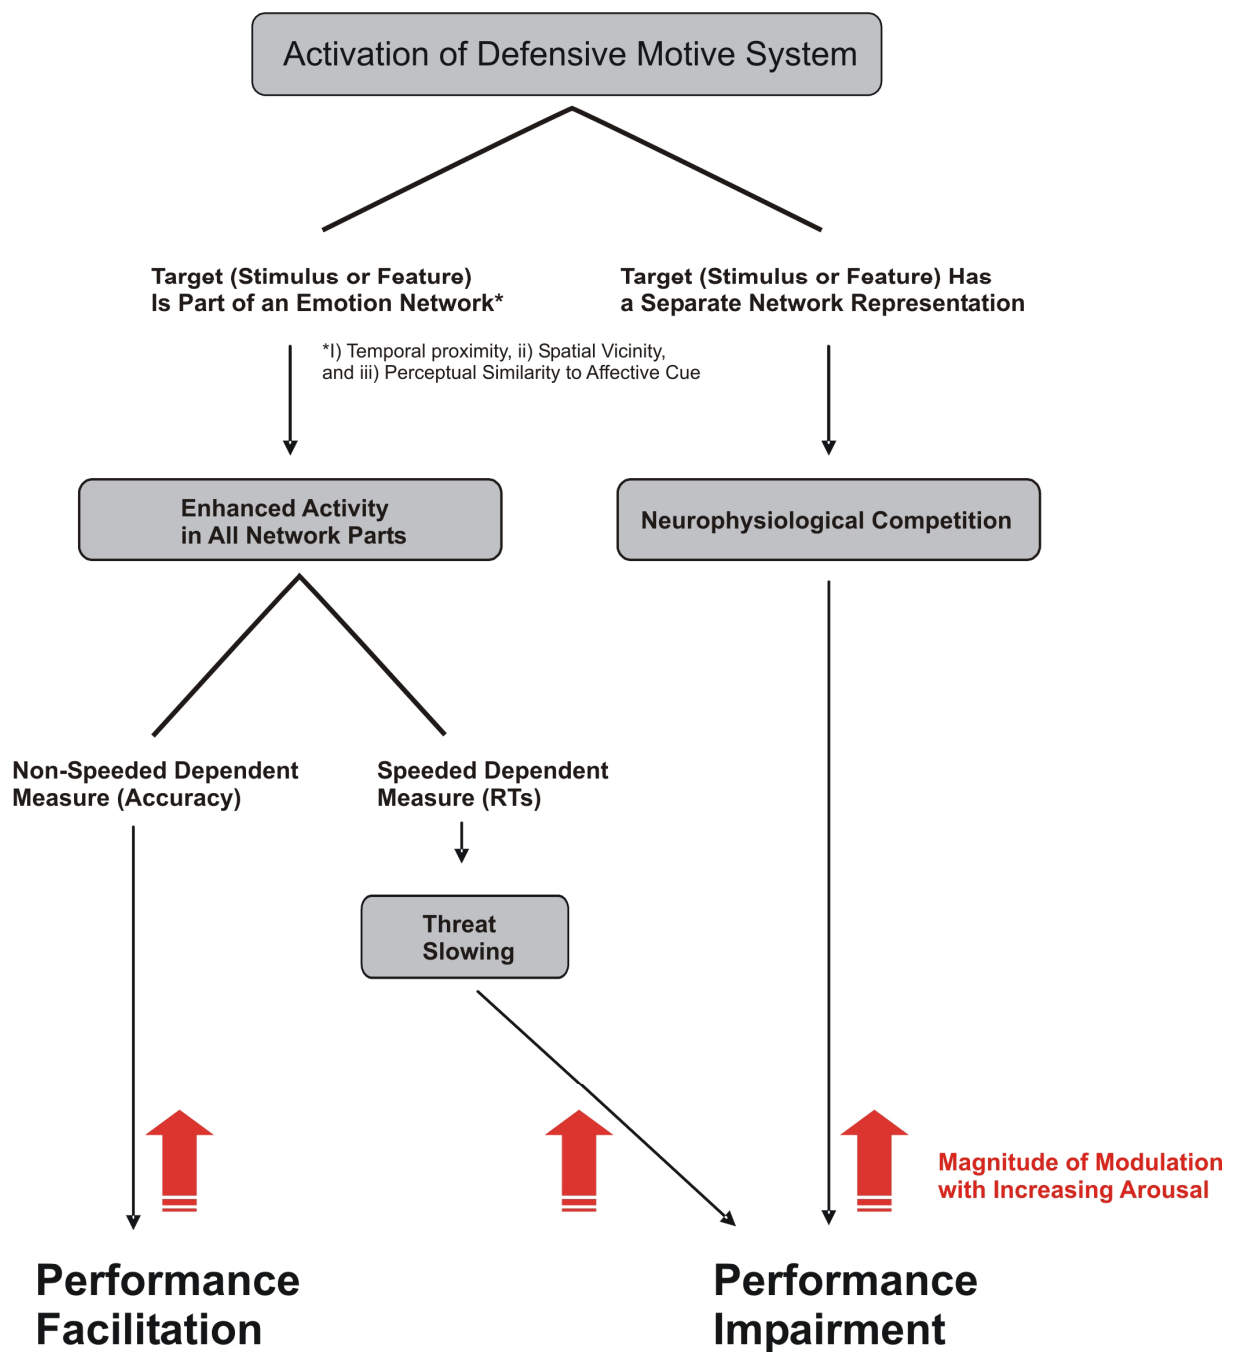 Activation of Defensive Motive System
Target (Stimulus or Feature)
Is Part of an Emotion Network*
Target (Stimulus or Feature) Has
a Separate Network Representation
*I) Temporal proximity, ii) Spatial Vicinity,
and iii) Perceptual Similarity to Affective Cue
Enhanced Activity
in All Network Parts
Neurophysiological Competition
Non-Speeded Dependent
Measure (Accuracy)
Speeded Dependent
Measure (RTs)
Threat
Slowing
Magnitude of Modulation
with Increasing Arousal
Performance
Facilitation
Performance
Impairment